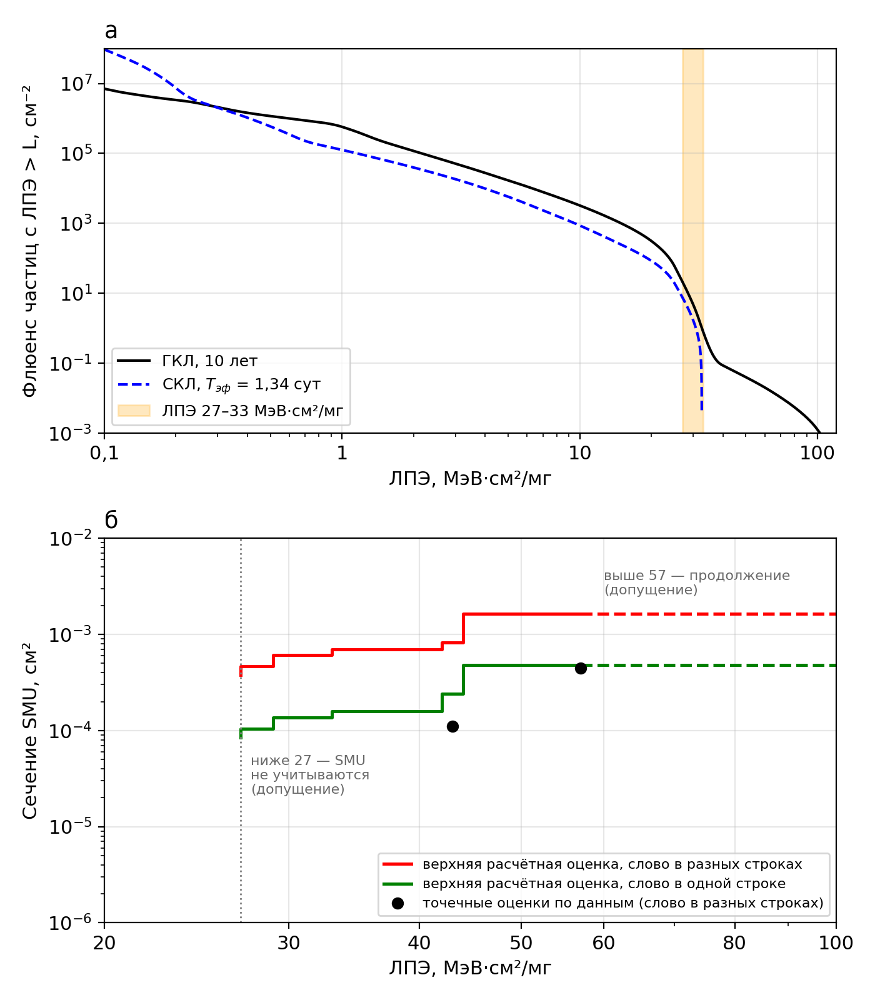 а
Флюенс частиц с ЛПЭ > L, см⁻²
10⁷
10⁵
10³
10¹
10⁻¹
10⁻³
ГКЛ, 10 лет
СКЛ, Tэф = 1,34 сут
ЛПЭ 27–33 МэВ·см²/мг
0,1
1
10
100
ЛПЭ, МэВ·см²/мг
б
Сечение SMU, см²
10⁻²
10⁻³
10⁻⁴
10⁻⁵
10⁻⁶
выше 57 — продолжение
(допущение)
ниже 27 — SMU
не учитываются
(допущение)
верхняя расчётная оценка, слово в разных строках
верхняя расчётная оценка, слово в одной строке
точечные оценки по данным (слово в разных строках)
20
30
40
50
60
80
100
ЛПЭ, МэВ·см²/мг